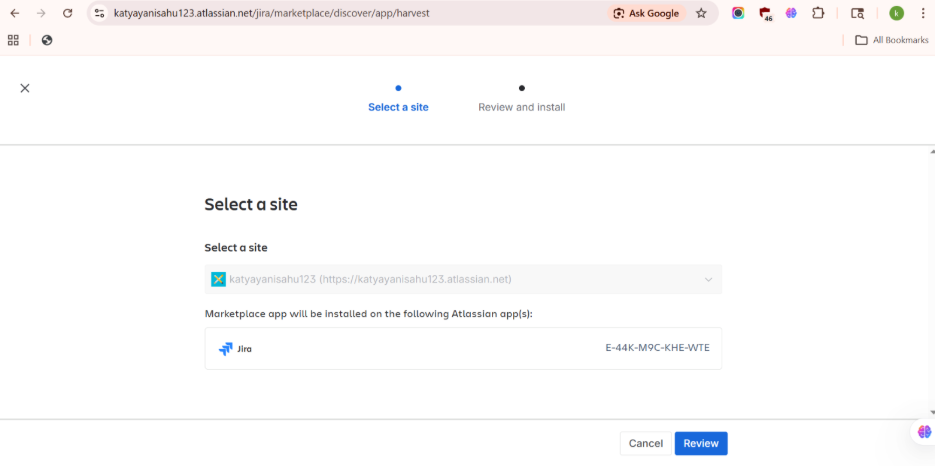 katyayanisahu123.atlassian.net/jira/marketplace/discover/app/harvest
Ask Google
46
k
All Bookmarks
Select a site
Review and install
Select a site
Select a site
katyayanisahu123 (https://katyayanisahu123.atlassian.net)
Marketplace app will be installed on the following Atlassian app(s):
Jira
E-44K-M9C-KHE-WTE
Cancel
Review